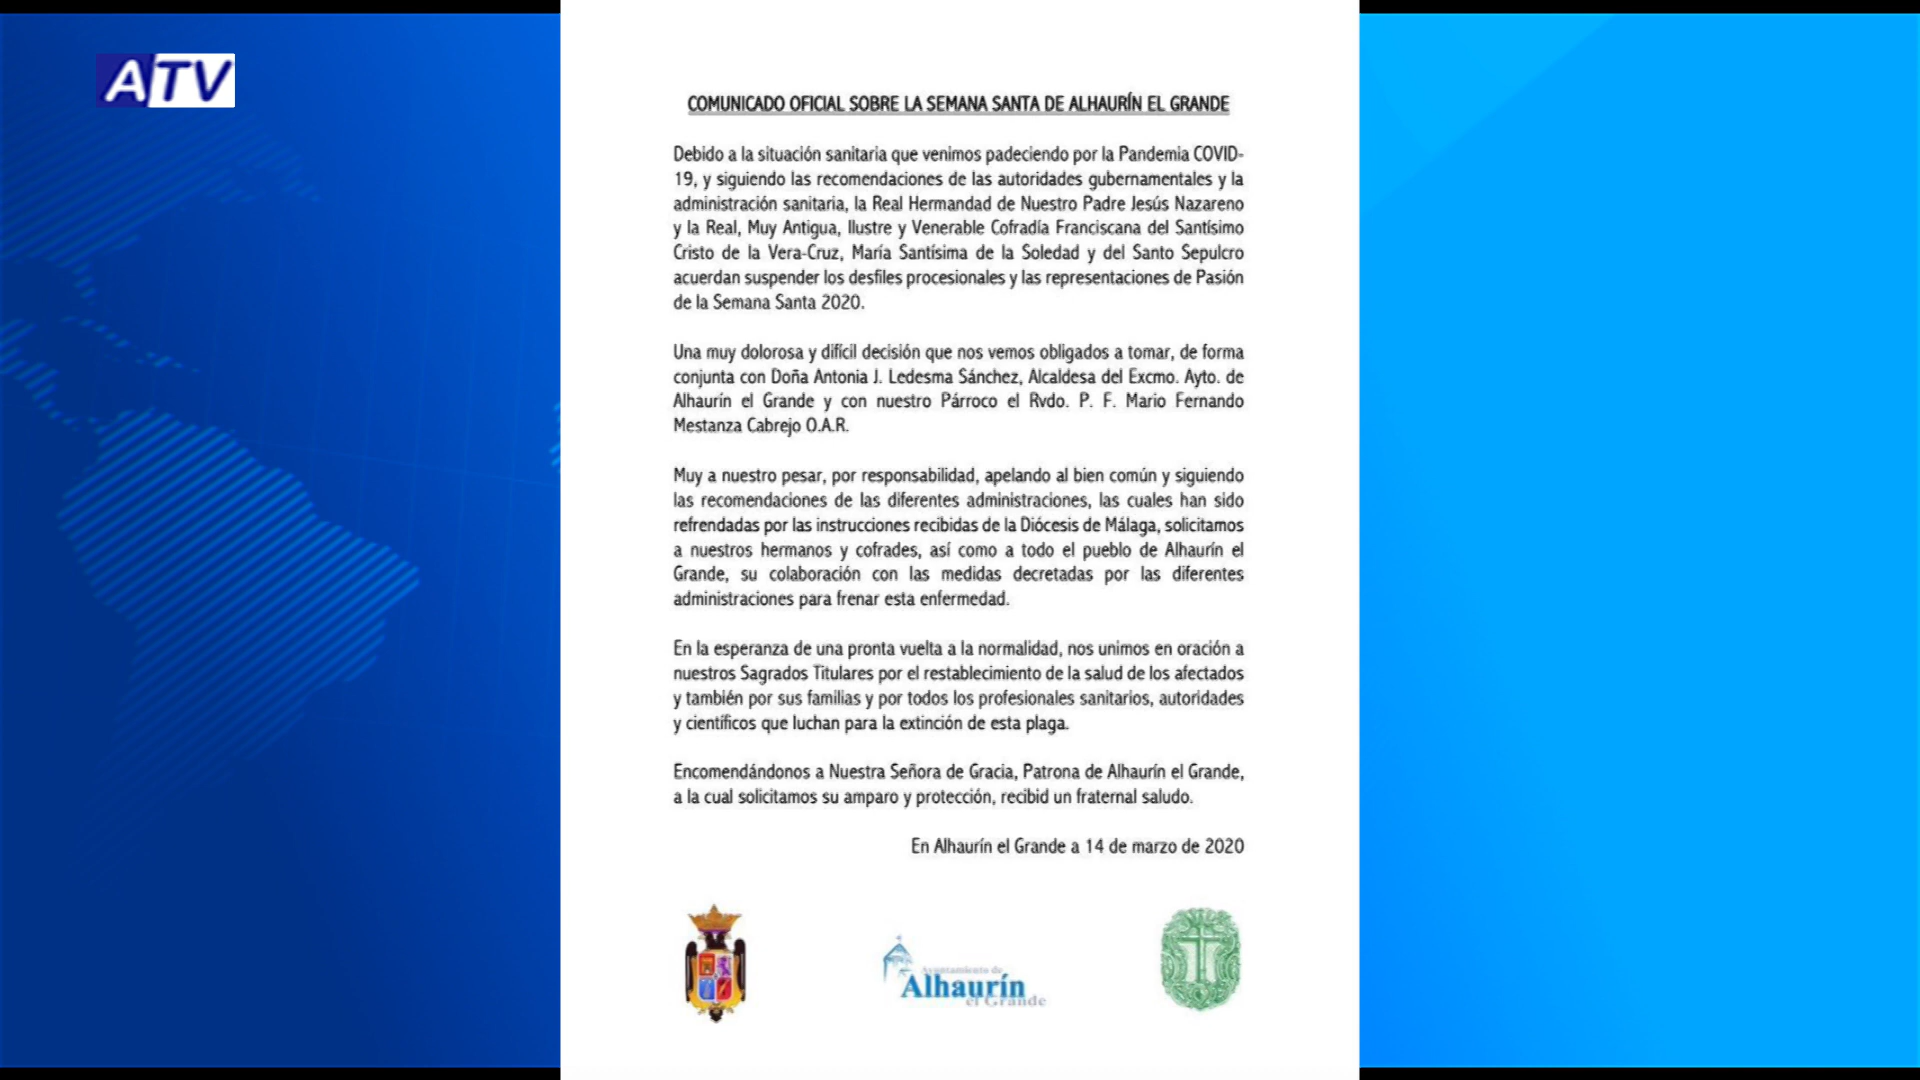 ATV
COMUNICADO OFICIAL SOBRE LA SEMANA SANTA DE ALHAURÍN EL GRANDE
Debido a la situación sanitaria que venimos padeciendo por la Pandemia COVID-
19, y siguiendo las recomendaciones de las autoridades gubernamentales y la
administración sanitaria, la Real Hermandad de Nuestro Padre Jesús Nazareno
y la Real, Muy Antigua, Ilustre y Venerable Cofradía Franciscana del Santísimo
Cristo de la Vera-Cruz, María Santísima de la Soledad y del Santo Sepulcro
acuerdan suspender los desfiles procesionales y las representaciones de Pasión
de la Semana Santa 2020.
Una muy dolorosa y difícil decisión que nos vemos obligados a tomar, de forma
conjunta con Doña Antonia J. Ledesma Sánchez, Alcaldesa del Excmo. Ayto. de
Alhaurín el Grande y con nuestro Párroco el Rvdo. P. F. Mario Fernando
Mestanza Cabrejo O.A.R.
Muy a nuestro pesar, por responsabilidad, apelando al bien común y siguiendo
las recomendaciones de las diferentes administraciones, las cuales han sido
refrendadas por las instrucciones recibidas de la Diócesis de Málaga, solicitamos
a nuestros hermanos y cofrades, así como a todo el pueblo de Alhaurín el
Grande, su colaboración con las medidas decretadas por las diferentes
administraciones para frenar esta enfermedad.
En la esperanza de una pronta vuelta a la normalidad, nos unimos en oración a
nuestros Sagrados Titulares por el restablecimiento de la salud de los afectados
y también por sus familias y por todos los profesionales sanitarios, autoridades
y científicos que luchan para la extinción de esta plaga.
Encomendándonos a Nuestra Señora de Gracia, Patrona de Alhaurín el Grande,
a la cual solicitamos su amparo y protección, recibid un fraternal saludo.
En Alhaurín el Grande a 14 de marzo de 2020
Ayuntamiento de
Alhaurín
el Grande